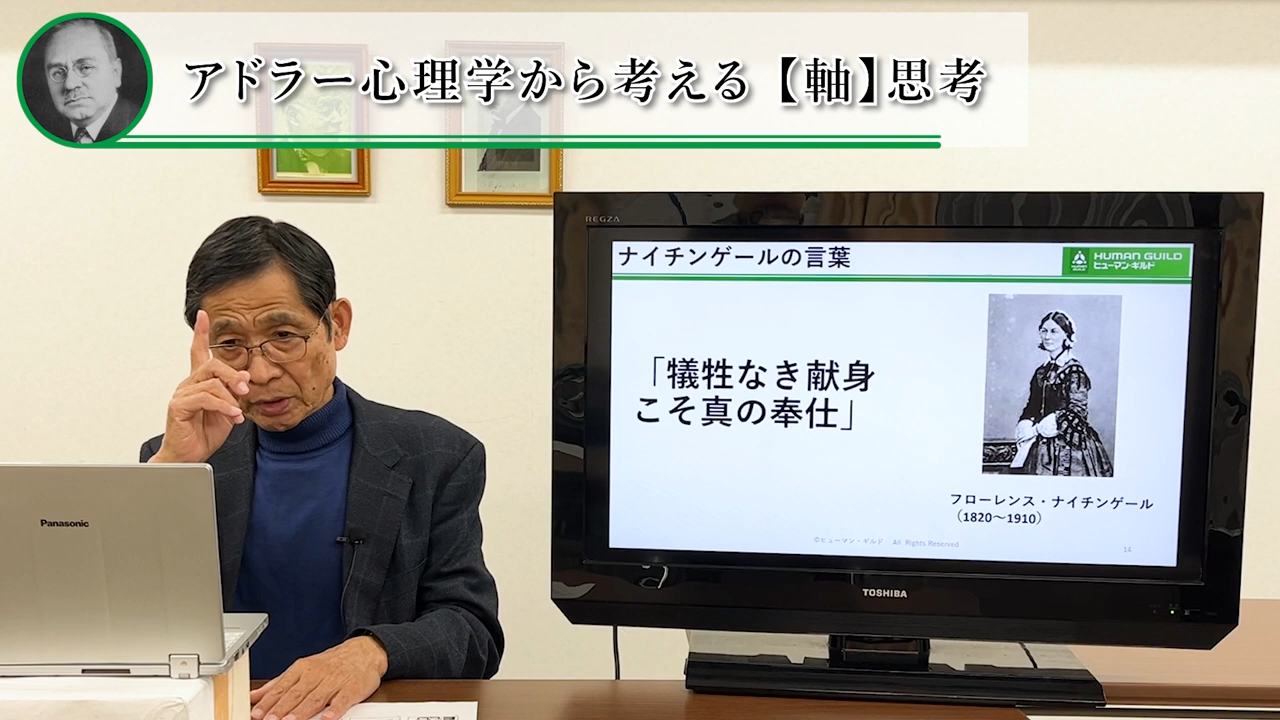 アドラー心理学から考える【軸】思考
REGZA
ナイチンゲールの言葉
HUMAN GUILD
ヒューマン・ギルド
HUMAN
GUILD
「犠牲なき献身
こそ真の奉仕」
フローレンス・ナイチンゲール
（1820～1910）
©ヒューマン・ギルド All Rights Reserved
14
TOSHIBA
Panasonic